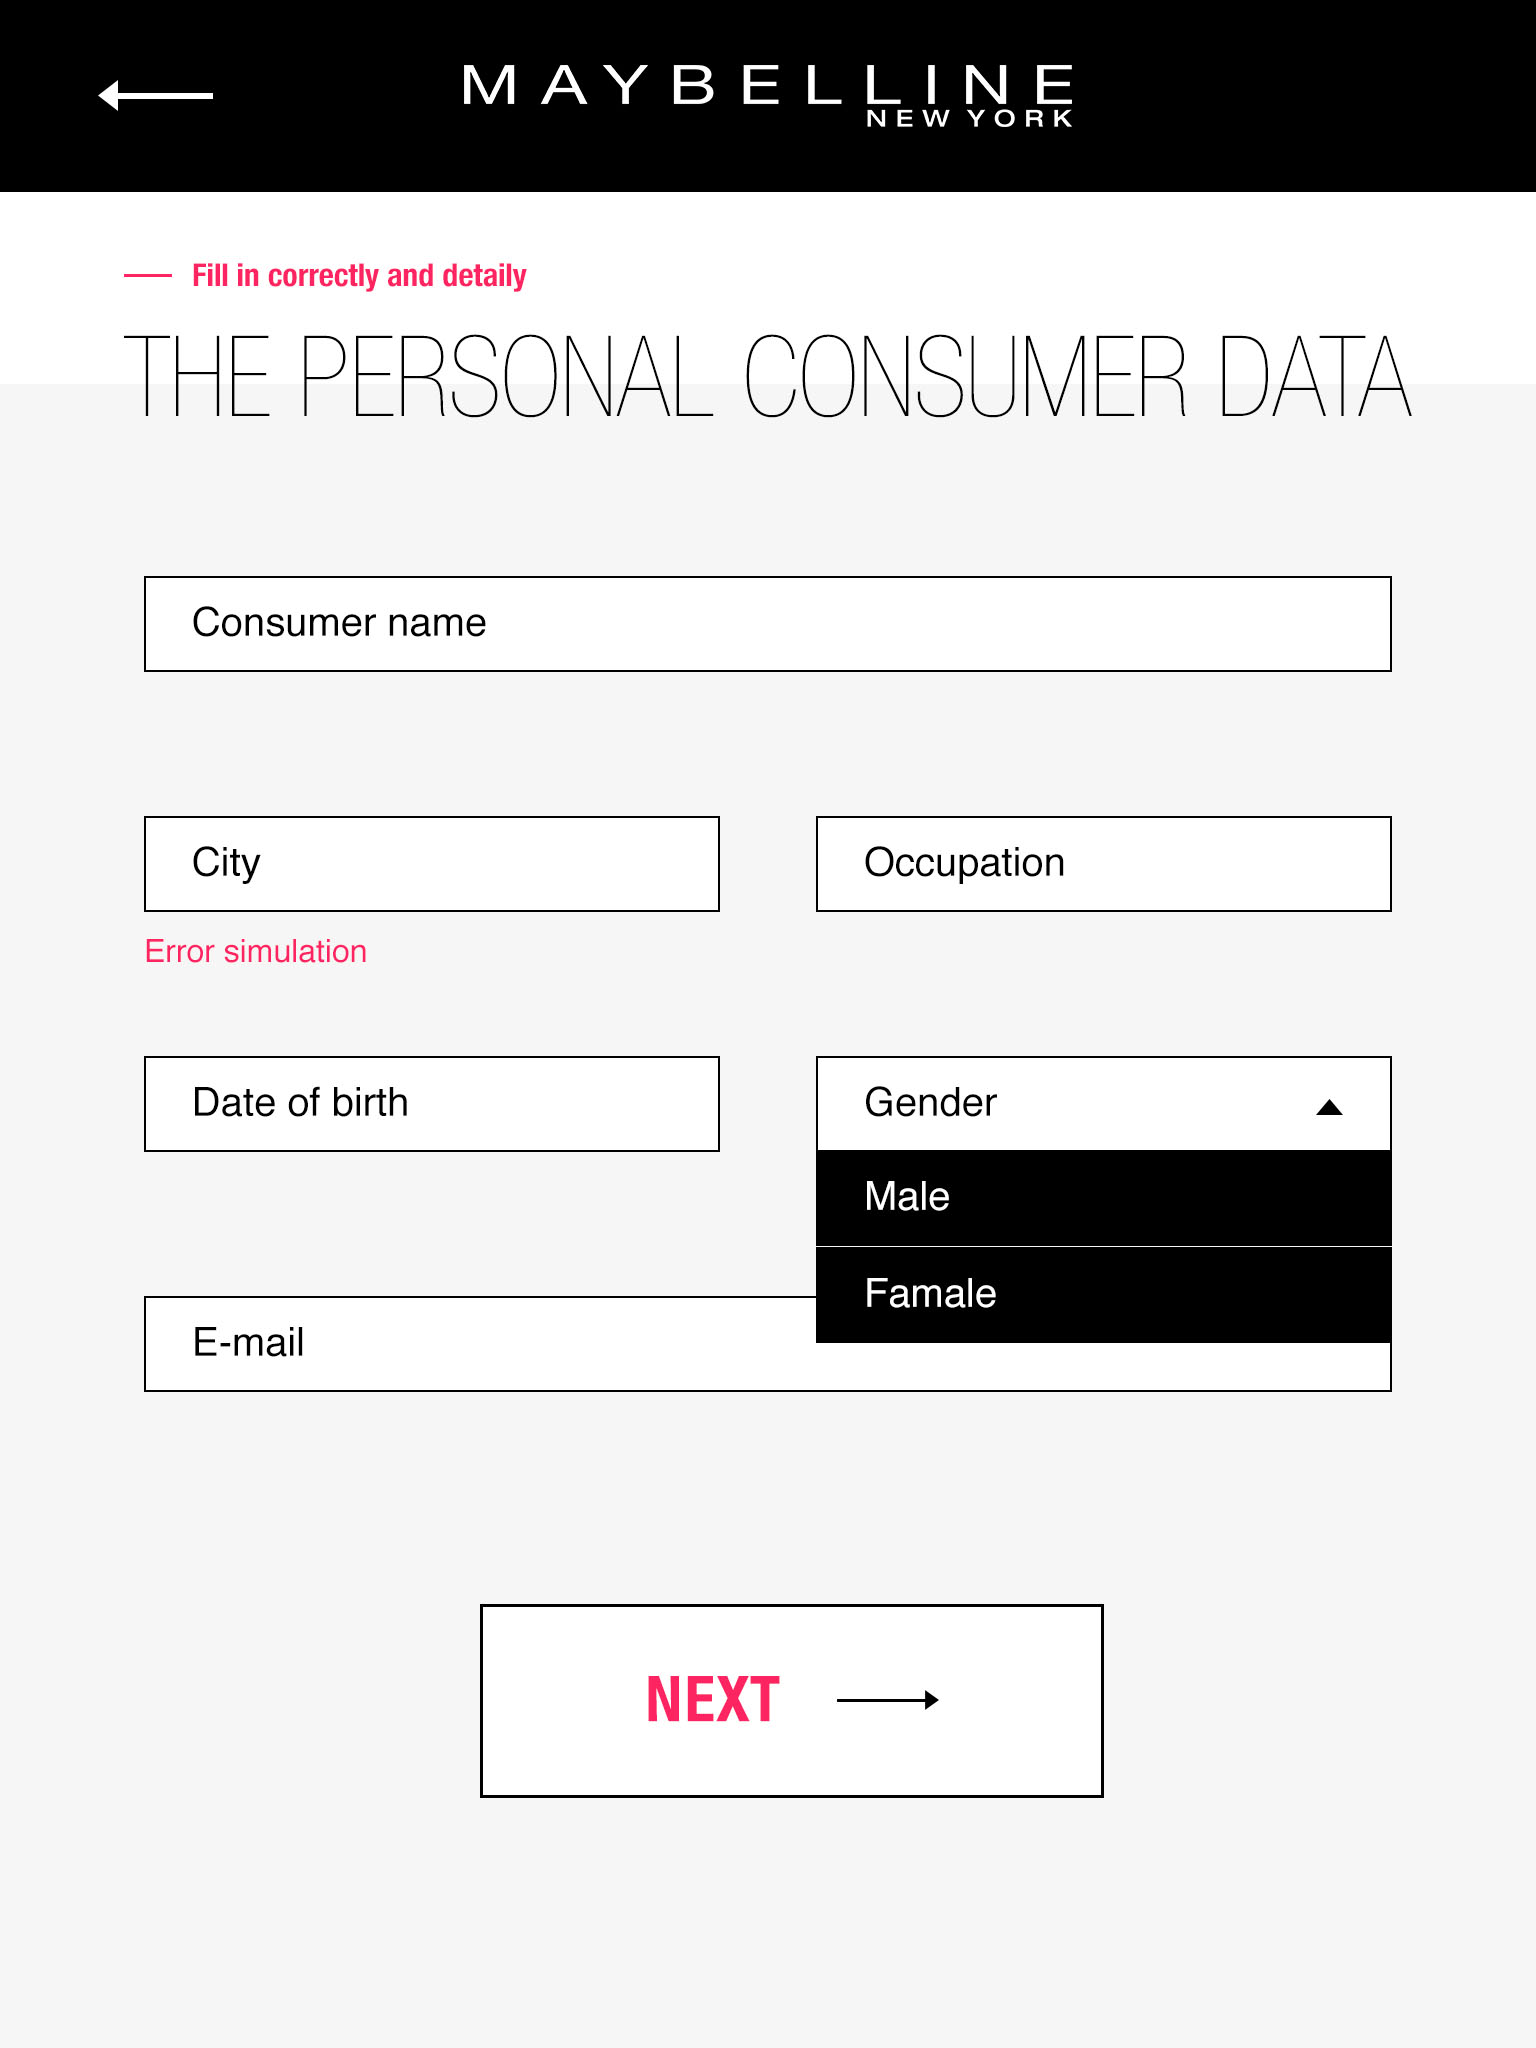 MAYBELLINE
NEW YORK
Fill in correctly and detaily
THE PERSONAL CONSUMER DATA
Consumer name
City
Occupation
Error simulation
Date of birth
Gender
Male
Famale
E-mail
NEXT